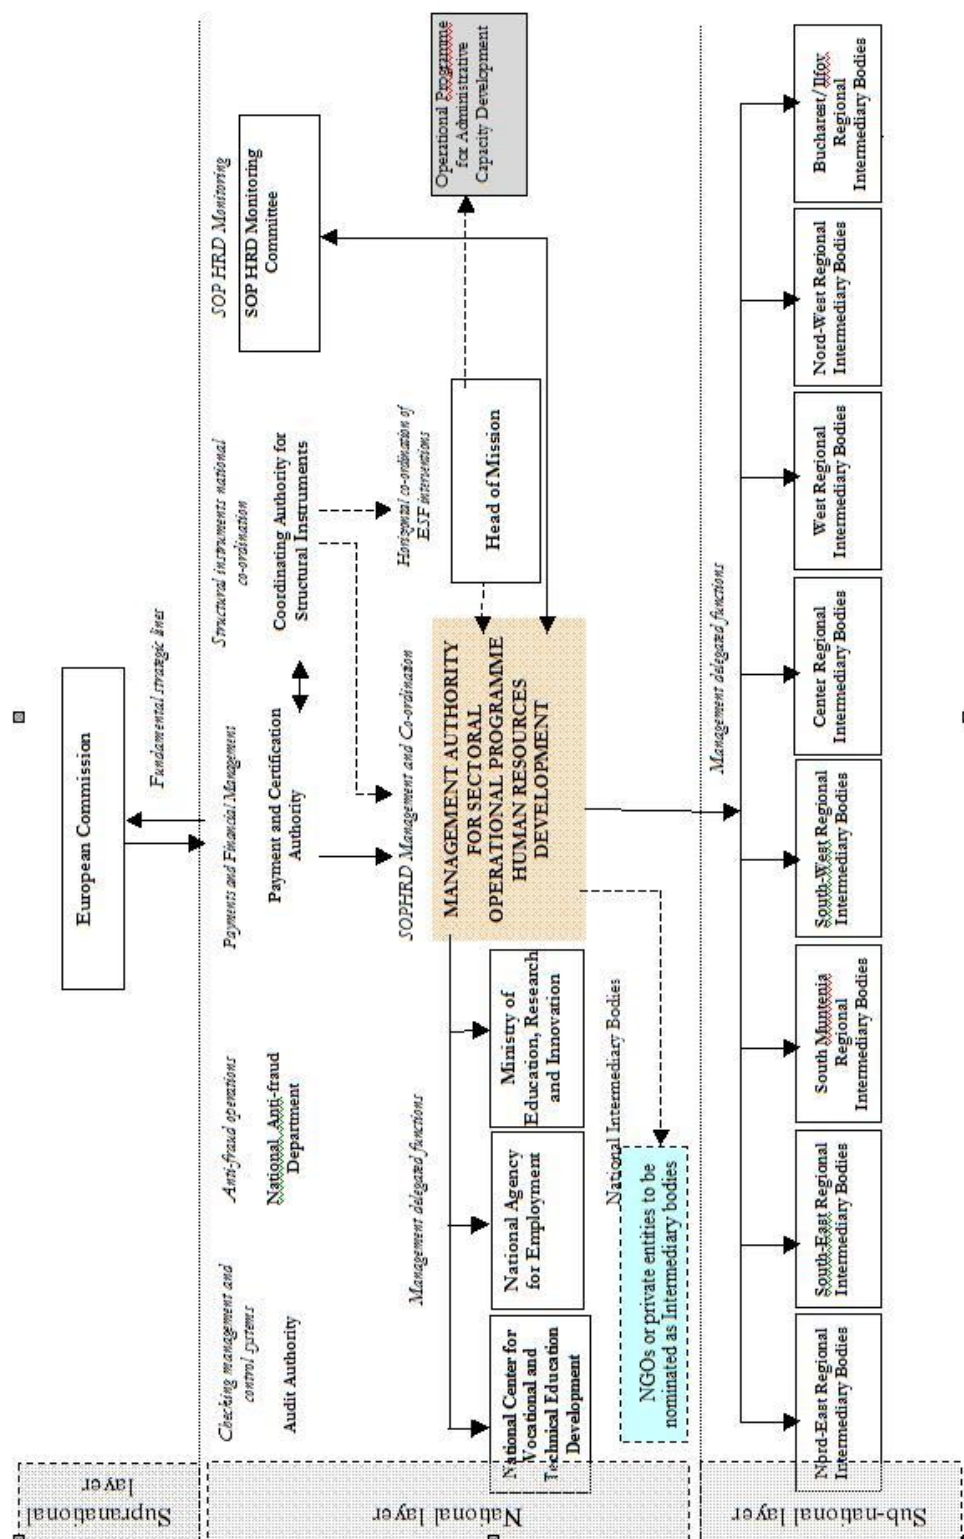 Supranational
layer
European Commission
Fundamental strategic lines
National layer
Checking management and
control systems
Audit Authority
Anti-fraud operations
National Anti-fraud
Department
Payments and Financial Management
Payment and Certification
Authority
Structural instruments national
co-ordination
Coordinating Authority for
Structural Instruments
SOP HRD Monitoring
SOP HRD Monitoring
Committee
Management delegated functions
SOPHRD Management and Co-ordination
Horizontal co-ordination of
ESF interventions
MANAGEMENT AUTHORITY
FOR SECTORAL
OPERATIONAL PROGRAMME
HUMAN RESOURCES
DEVELOPMENT
Head of Mission
Operational Programme
for Administrative
Capacity Development
National Center for
Vocational and
Technical Education
Development
National Agency
for Employment
Ministry of
Education, Research
and Innovation
National Intermediary Bodies
NGOs or private entities to be
nominated as Intermediary bodies
Sub-national layer
Management delegated functions
Nord-East Regional
Intermediary Bodies
South-East Regional
Intermediary Bodies
South Muntenia
Regional
Intermediary Bodies
South-West Regional
Intermediary Bodies
Center Regional
Intermediary Bodies
West Regional
Intermediary Bodies
Nord-West Regional
Intermediary Bodies
Bucharest/Ilfov
Regional
Intermediary Bodies